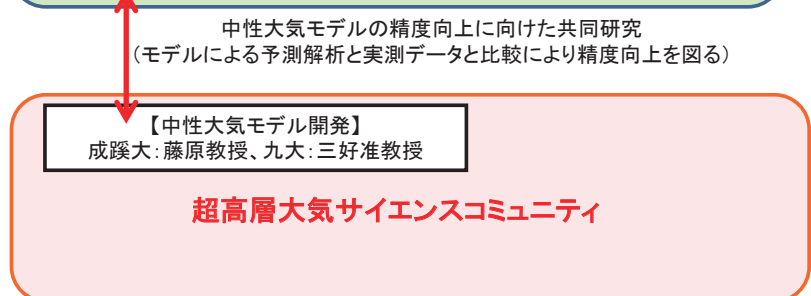 中性大気モデルの精度向上に向けた共同研究
(モデルによる予測解析と実測データと比較により精度向上を図る)
【中性大気モデル開発】
成蹊大:藤原教授、九大:三好准教授
超高層大気サイエンスコミュニティ